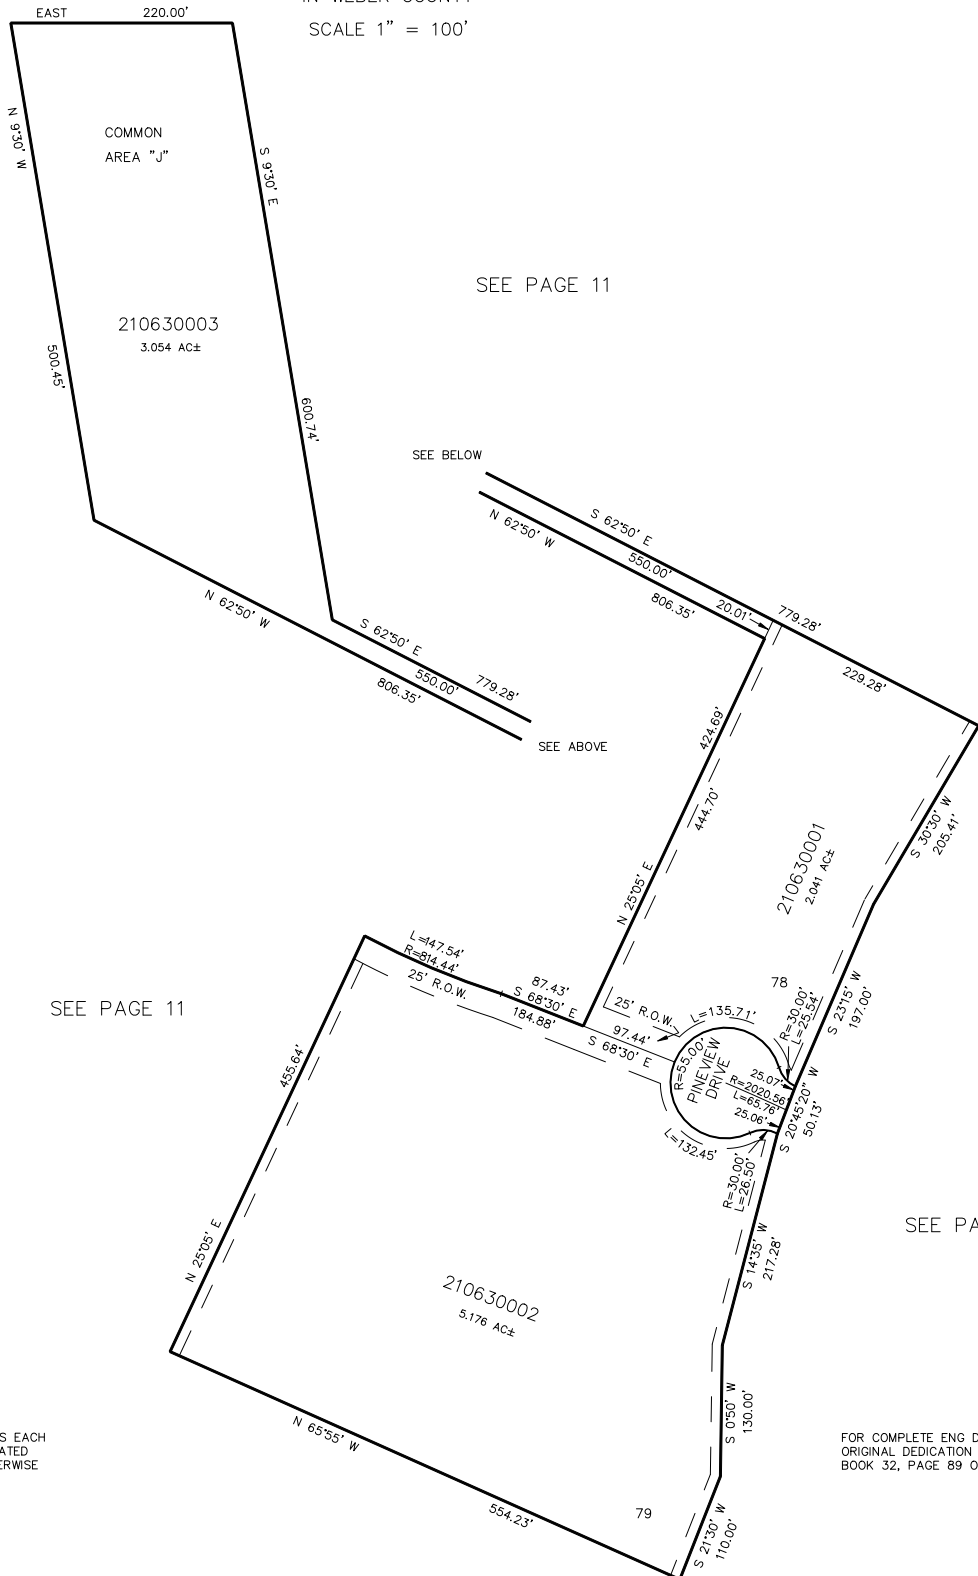 IN WEBER COUNTY
SCALE 1" = 100'
EAST 220.00'
N 9°30' W
COMMON
AREA "J"
S 9°30' E
SEE PAGE 11
210630003
3.054 AC±
500.45'
600.74'
SEE BELOW
S 62°50' E
N 62°50' W
550.00'
806.35'
20.01'
779.28'
229.28'
N 62°50' W
S 62°50' E
550.00'
779.28'
806.35'
SEE ABOVE
424.69'
444.70'
N 25°05' E
210630001
2.041 AC±
S 30°30' W
205.41'
L=147.54'
R=814.44'
25' R.O.W.
87.43'
S 68°30' E
184.88'
SEE PAGE 11
78
25' R.O.W.
L=135.71'
97.44'
S 68°30' E
R=30.00'
L=25.54'
S 23°15' W
197.00'
R=55.00'
PINEVIEW
DRIVE
25.07'
R=2020.56'
L=65.76'
25.06'
S 20°45'20" W
50.13'
L=132.45'
R=30.00'
L=26.50'
455.64'
N 25°05' E
SEE PA
S 14°35' W
217.28'
210630002
5.176 AC±
S 0°50' W
130.00'
N 65°55' W
554.23'
79
S 21°30' W
110.00'
S EACH
ATED
ERWISE
FOR COMPLETE ENG D
ORIGINAL DEDICATION
BOOK 32, PAGE 89 O